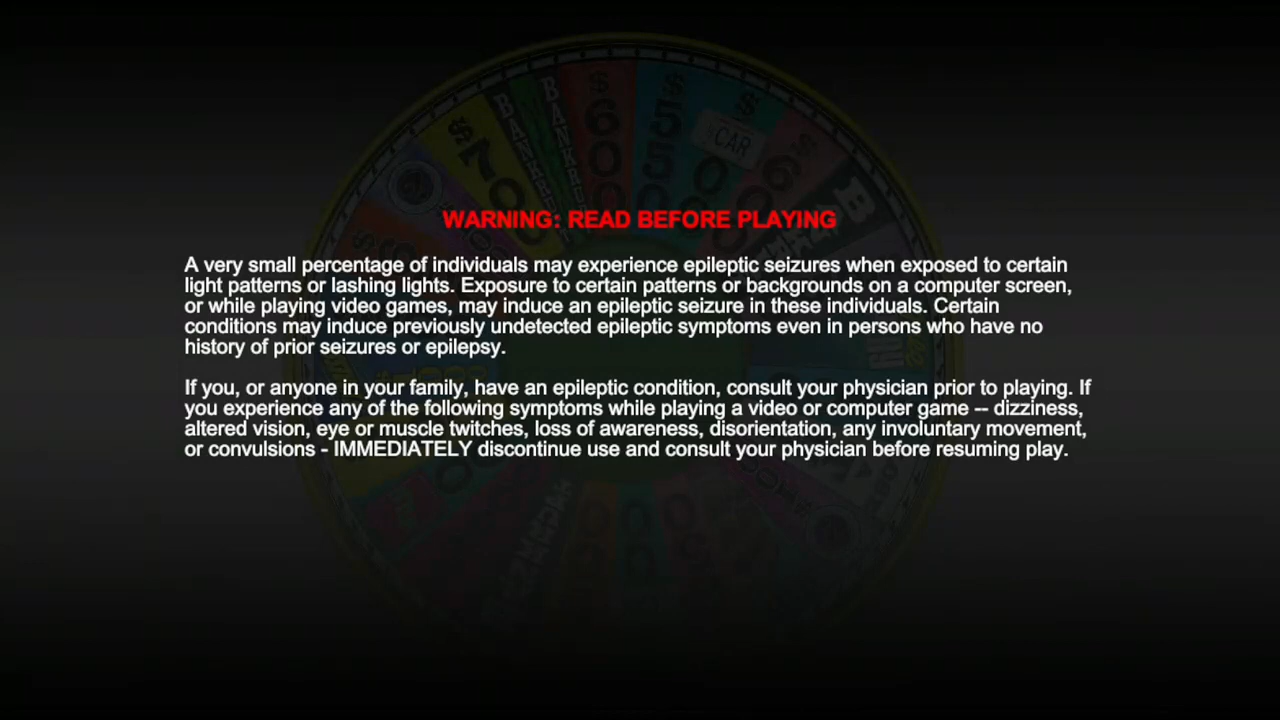 WARNING: READ BEFORE PLAYING
A very small percentage of individuals may experience epileptic seizures when exposed to certain
light patterns or lashing lights. Exposure to certain patterns or backgrounds on a computer screen,
or while playing video games, may induce an epileptic seizure in these individuals. Certain
conditions may induce previously undetected epileptic symptoms even in persons who have no
history of prior seizures or epilepsy.
If you, or anyone in your family, have an epileptic condition, consult your physician prior to playing. If
you experience any of the following symptoms while playing a video or computer game -- dizziness,
altered vision, eye or muscle twitches, loss of awareness, disorientation, any involuntary movement,
or convulsions - IMMEDIATELY discontinue use and consult your physician before resuming play.
$700
BANKRUPT
BANKRUPT
$600
$550
CAR